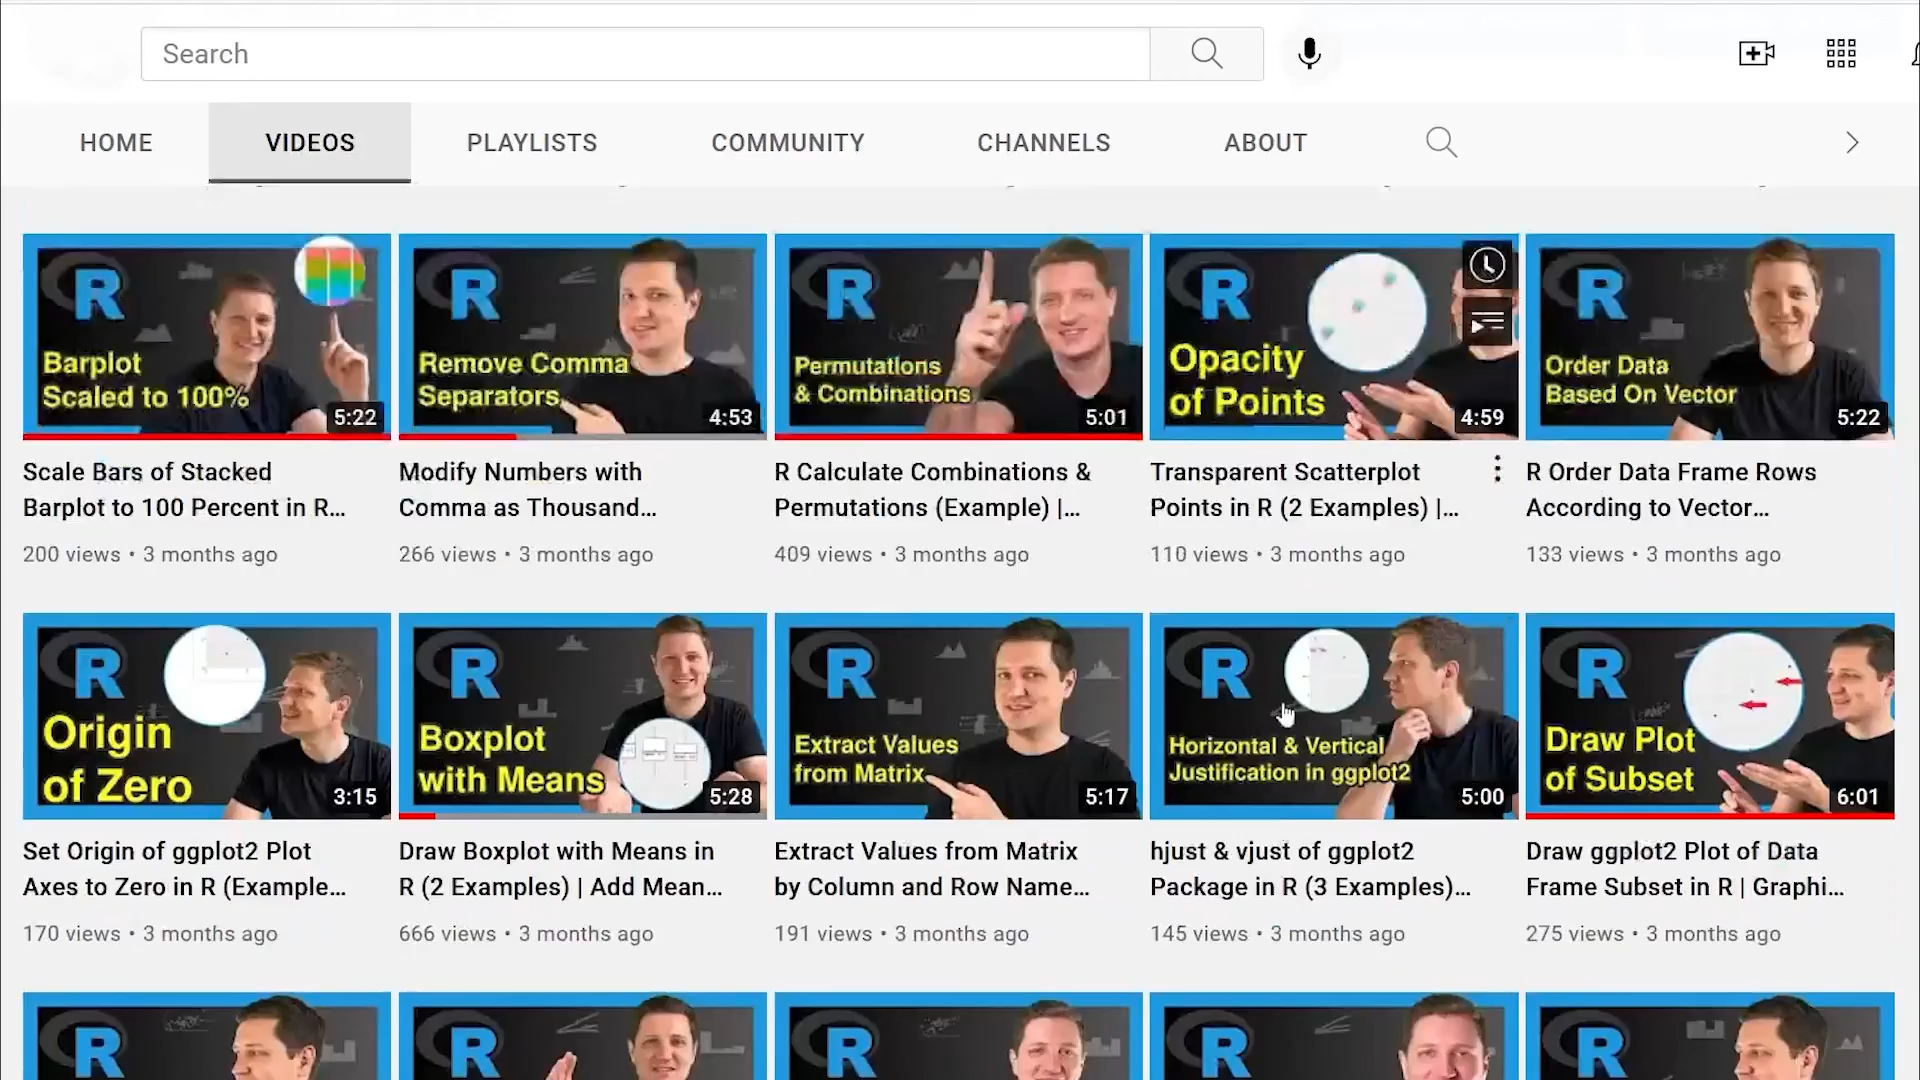 Search
HOME
VIDEOS
PLAYLISTS
COMMUNITY
CHANNELS
ABOUT
R
Barplot
Scaled to 100%
5:22
R
Remove Comma
Separators
4:53
R
Permutations
& Combinations
5:01
R
Opacity
of Points
4:59
R
Order Data
Based On Vector
5:22
Scale Bars of Stacked
Barplot to 100 Percent in R...
200 views • 3 months ago
Modify Numbers with
Comma as Thousand...
266 views • 3 months ago
R Calculate Combinations &
Permutations (Example) |...
409 views • 3 months ago
Transparent Scatterplot
Points in R (2 Examples) |...
110 views • 3 months ago
R Order Data Frame Rows
According to Vector...
133 views • 3 months ago
R
Origin
of Zero
3:15
R
Boxplot
with Means
5:28
R
Extract Values
from Matrix
5:17
R
Horizontal & Vertical
Justification in ggplot2
5:00
R
Draw Plot
of Subset
6:01
Set Origin of ggplot2 Plot
Axes to Zero in R (Example...
170 views • 3 months ago
Draw Boxplot with Means in
R (2 Examples) | Add Mean...
666 views • 3 months ago
Extract Values from Matrix
by Column and Row Name...
191 views • 3 months ago
hjust & vjust of ggplot2
Package in R (3 Examples)...
145 views • 3 months ago
Draw ggplot2 Plot of Data
Frame Subset in R | Graphi...
275 views • 3 months ago
R
R
R
R
R